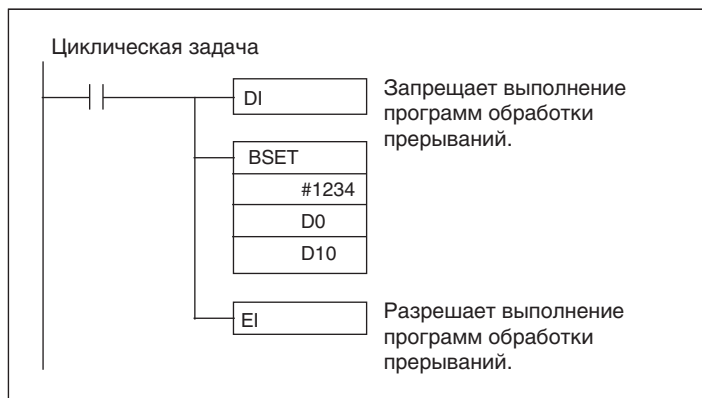 Циклическая задача
DI
Запрещает выполнение
программ обработки
прерываний.
BSET
#1234
D0
D10
EI
Разрешает выполнение
программ обработки
прерываний.